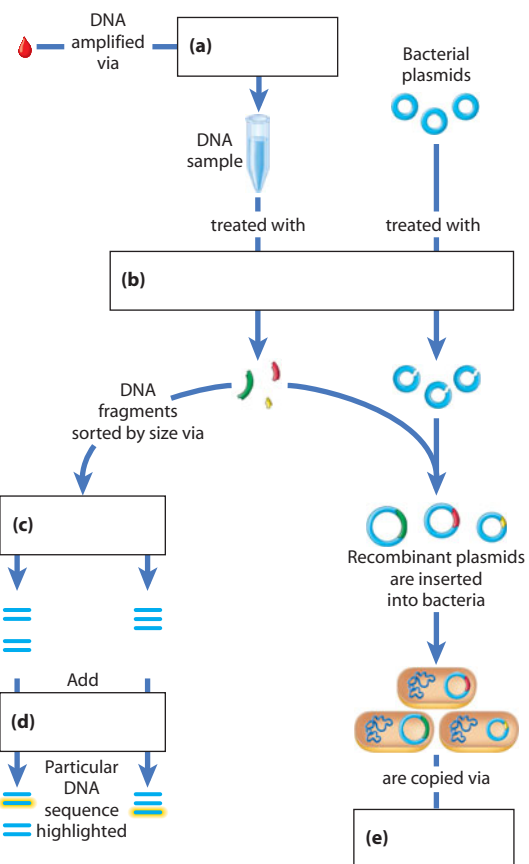 DNA
amplified
via
(a)
Bacterial
plasmids
DNA
sample
treated with
treated with
(b)
DNA
fragments
sorted by size via
(c)
Recombinant plasmids
are inserted
into bacteria
Add
(d)
Particular
DNA
sequence
highlighted
are copied via
(e)